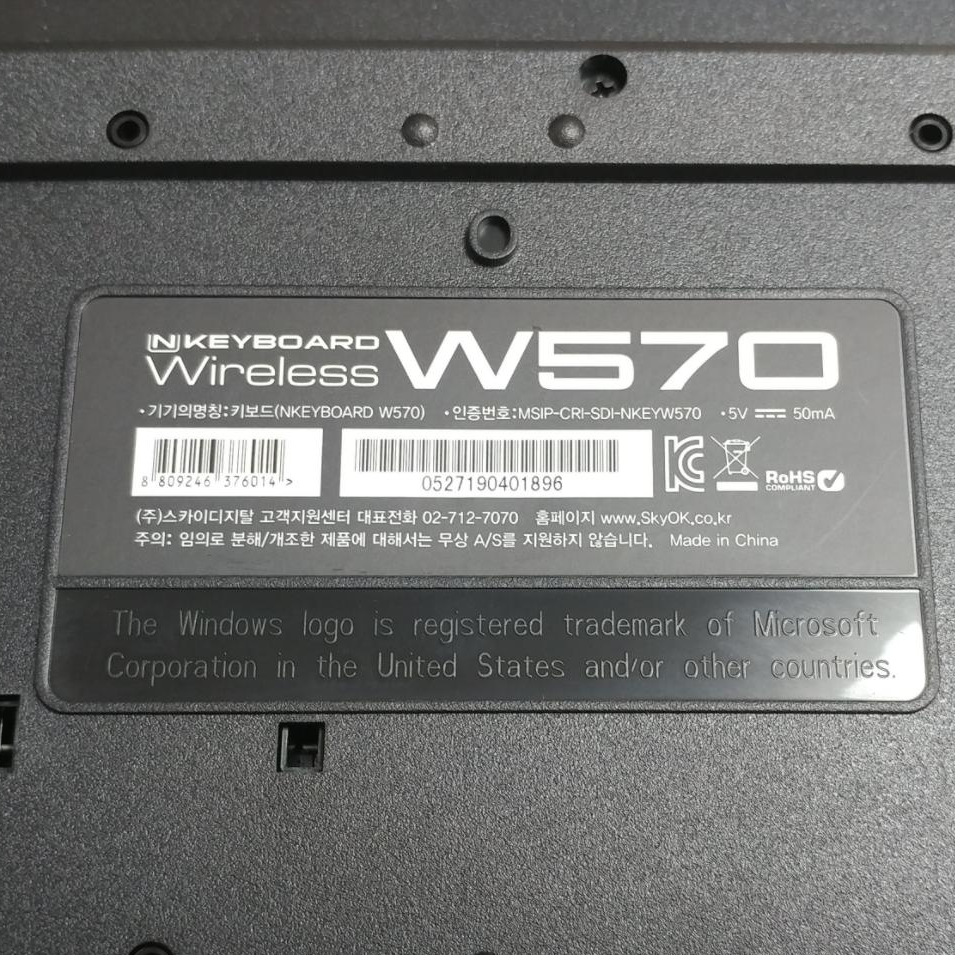 NKEYBOARD
Wireless W570
•기기의명칭:키보드(NKEYBOARD W570) •인증번호:MSIP-CRI-SDI-NKEYW570 •5V ⎓ 50mA
8 809246 376014 >
0527190401896
RoHS
COMPLIANT
(주)스카이디지탈 고객지원센터 대표전화 02-712-7070 홈페이지 www.SkyOK.co.kr
주의: 임의로 분해/개조한 제품에 대해서는 무상 A/S를 지원하지 않습니다. Made in China
The Windows logo is registered trademark of Microsoft
Corporation in the United States and/or other countries.